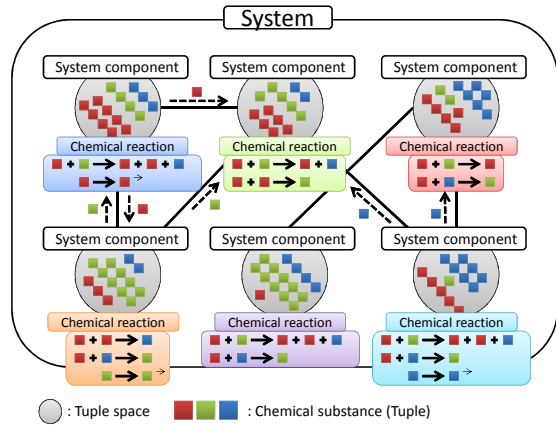 System
System component
System component
System component
Chemical reaction
Chemical reaction
Chemical reaction
+ + +
+ +
+
+
+
System component
System component
System component
Chemical reaction
Chemical reaction
Chemical reaction
+
+
+ + +
+
+ + +
+
: Tuple space
: Chemical substance (Tuple)